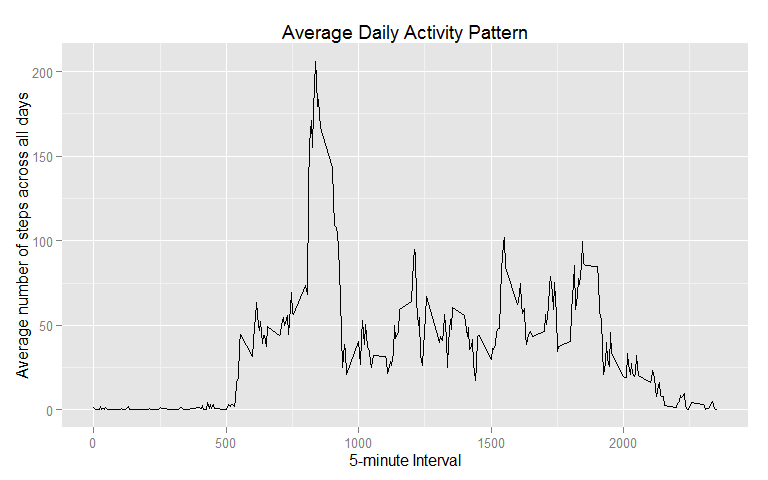 Average Daily Activity Pattern
Average number of steps across all days
200
150
100
50
0
0 500 1000 1500 2000
5-minute Interval